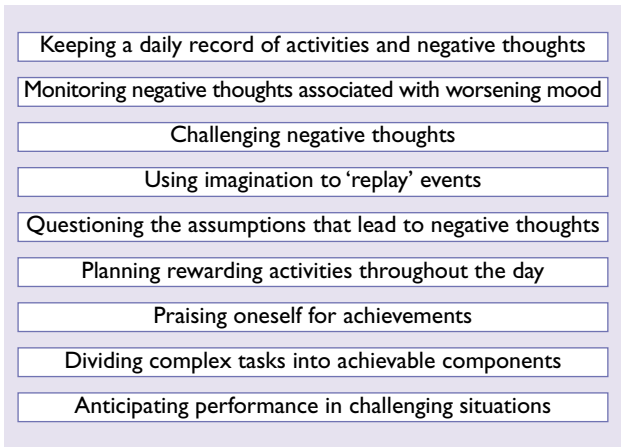 Keeping a daily record of activities and negative thoughts
Monitoring negative thoughts associated with worsening mood
Challenging negative thoughts
Using imagination to ‘replay’ events
Questioning the assumptions that lead to negative thoughts
Planning rewarding activities throughout the day
Praising oneself for achievements
Dividing complex tasks into achievable components
Anticipating performance in challenging situations